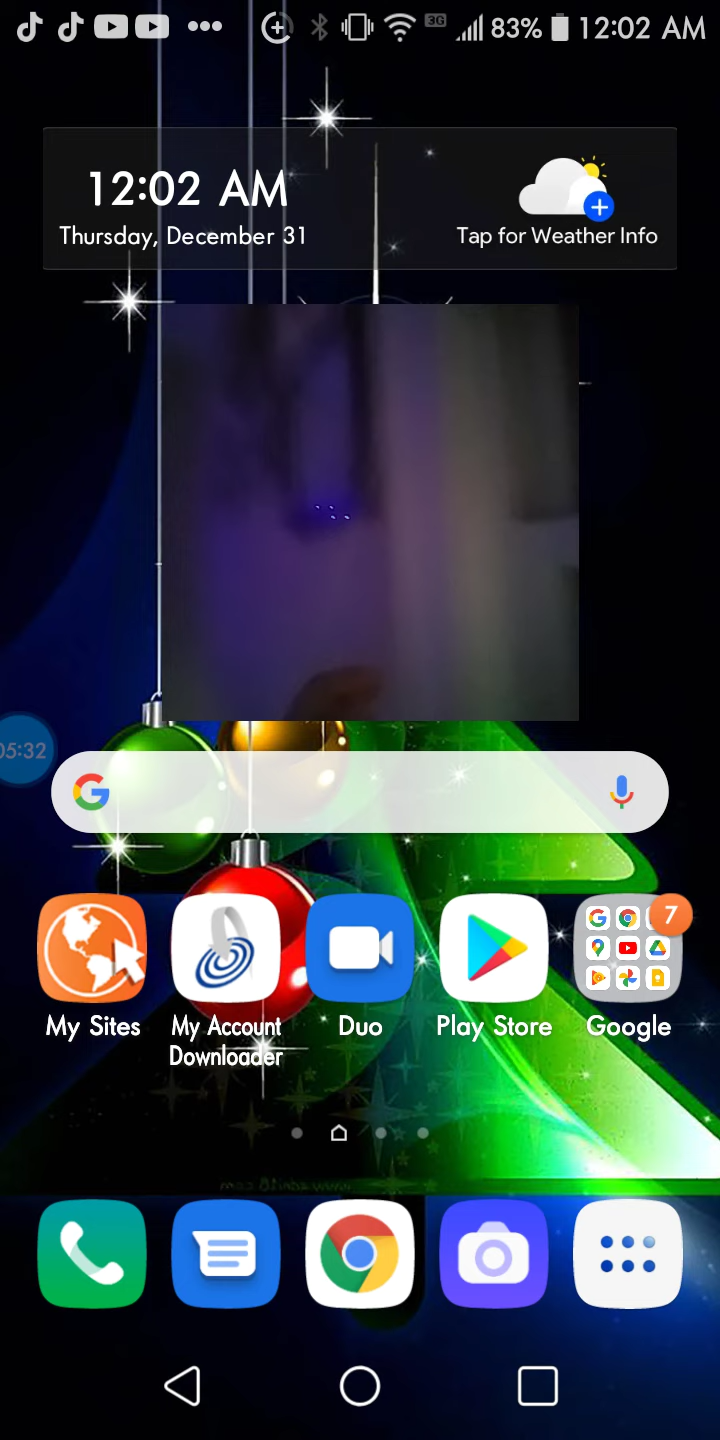 3G 83% 12:02 AM
12:02 AM
Thursday, December 31
Tap for Weather Info
05:32
G
7
My Sites
My Account Downloader
Duo
Play Store
Google